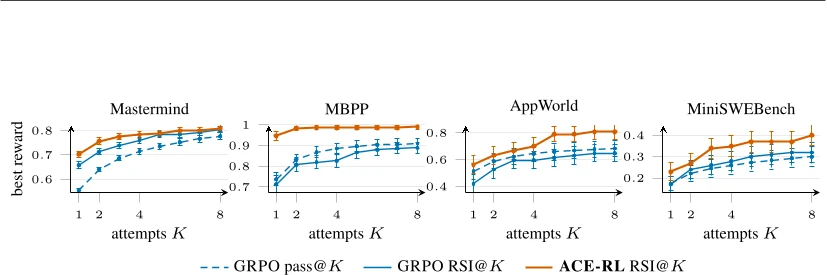 Mastermind
MBPP
AppWorld
MiniSWEBench
best reward
0.8
0.7
0.6
1 2 4 8
attempts K
1
0.9
0.8
0.7
1 2 4 8
attempts K
0.8
0.6
0.4
1 2 4 8
attempts K
0.4
0.3
0.2
1 2 4 8
attempts K
GRPO pass@K GRPO RSI@K ACE-RL RSI@K